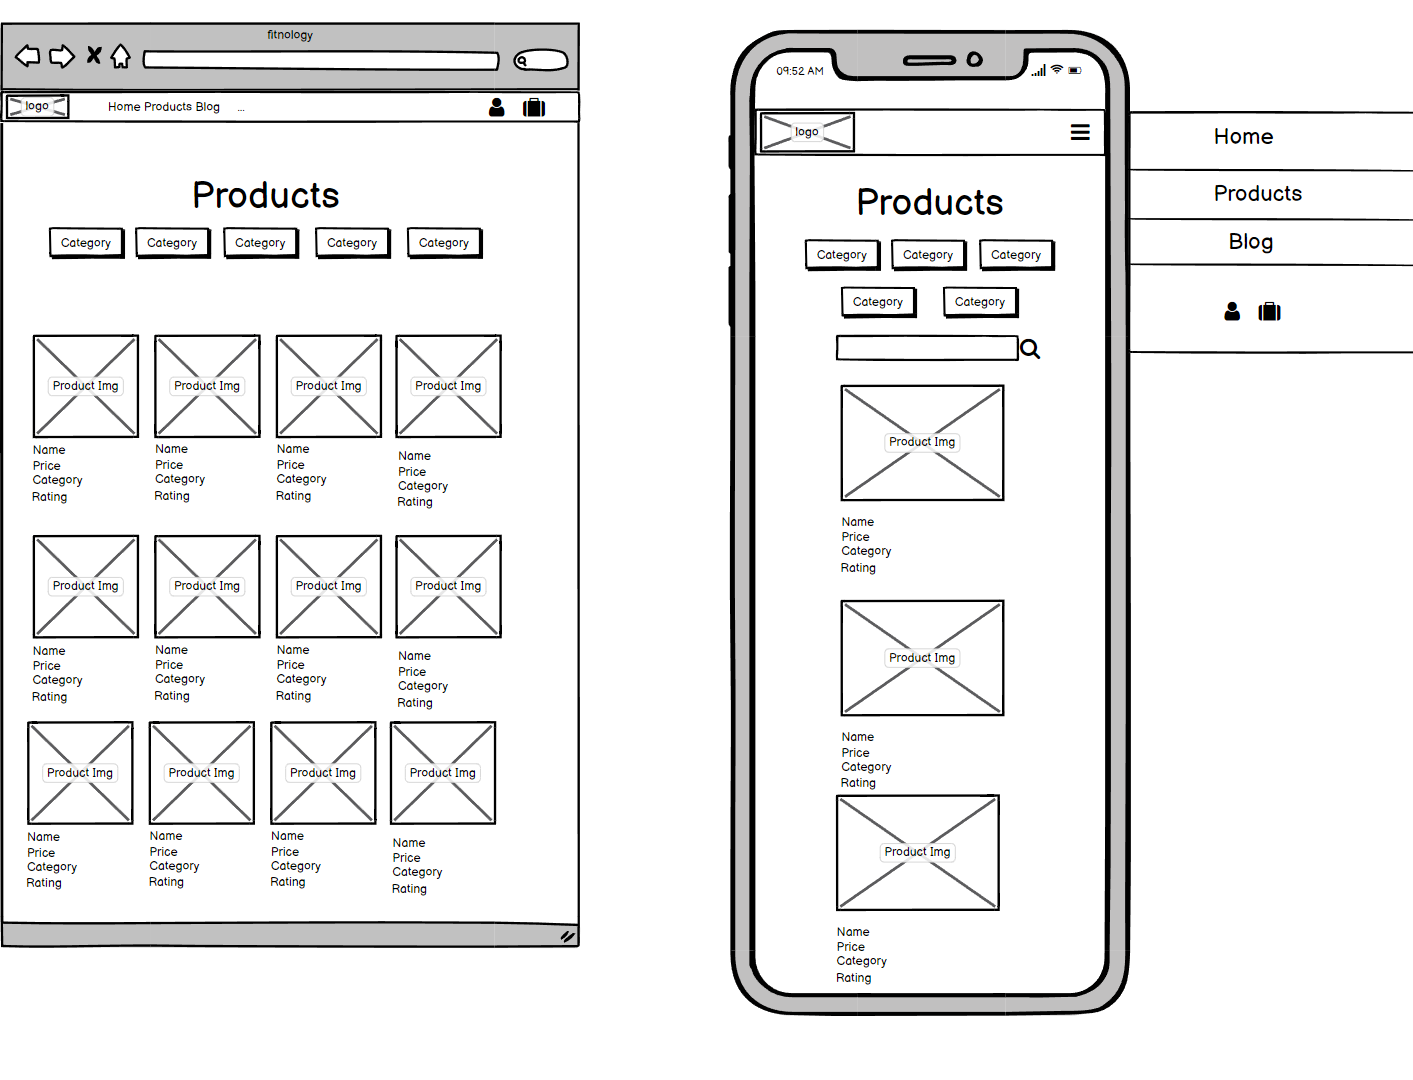 fitnology
logo
Home Products Blog ...
Products
Category Category Category Category Category
Product Img Product Img Product Img Product Img
Name Name Name Name
Price Price Price Price
Category Category Category Category
Rating Rating Rating Rating
Product Img Product Img Product Img Product Img
Name Name Name Name
Price Price Price Price
Category Category Category Category
Rating Rating Rating Rating
Product Img Product Img Product Img Product Img
Name Name Name Name
Price Price Price Price
Category Category Category Category
Rating Rating Rating Rating
09:52 AM
logo
Products
Category Category Category
Category Category
Product Img
Name
Price
Category
Rating
Product Img
Name
Price
Category
Rating
Product Img
Name
Price
Category
Rating
Home
Products
Blog